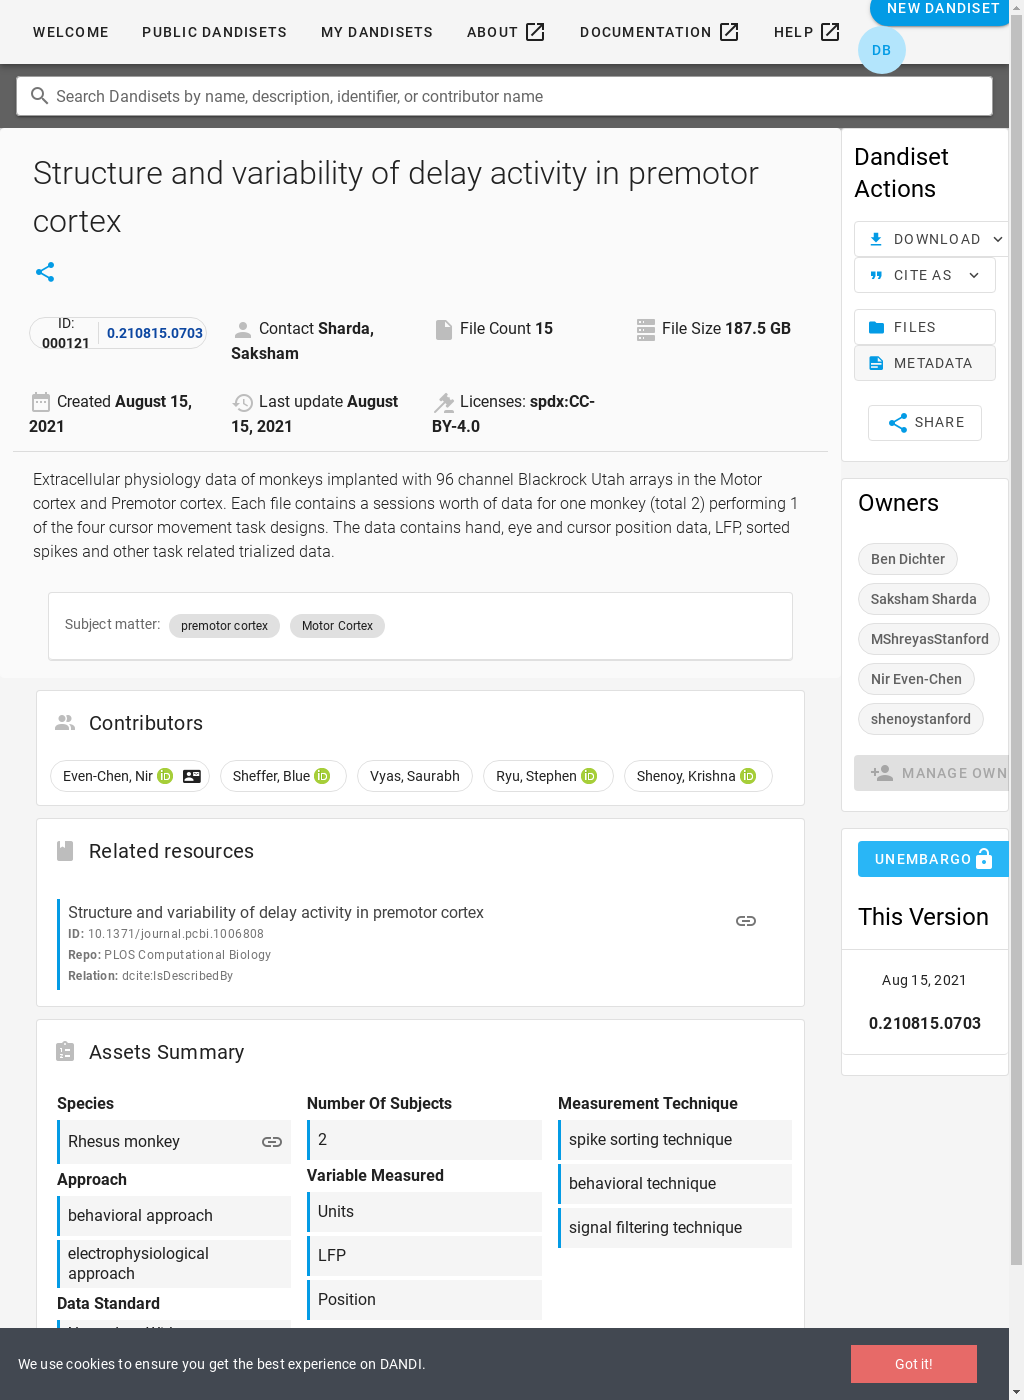 WELCOME
PUBLIC DANDISETS
MY DANDISETS
ABOUT
DOCUMENTATION
HELP
NEW DANDISET
DB
Search Dandisets by name, description, identifier, or contributor name
Structure and variability of delay activity in premotor
cortex
ID:
000121
0.210815.0703
Contact Sharda,
Saksham
File Count 15
File Size 187.5 GB
Created August 15,
2021
Last update August
15, 2021
Licenses: spdx:CC-
BY-4.0
Extracellular physiology data of monkeys implanted with 96 channel Blackrock Utah arrays in the Motor
cortex and Premotor cortex. Each file contains a sessions worth of data for one monkey (total 2) performing 1
of the four cursor movement task designs. The data contains hand, eye and cursor position data, LFP, sorted
spikes and other task related trialized data.
Subject matter:
premotor cortex
Motor Cortex
Contributors
Even-Chen, Nir iD
Sheffer, Blue iD
Vyas, Saurabh
Ryu, Stephen iD
Shenoy, Krishna iD
Related resources
Structure and variability of delay activity in premotor cortex
ID: 10.1371/journal.pcbi.1006808
Repo: PLOS Computational Biology
Relation: dcite:IsDescribedBy
Assets Summary
Species
Rhesus monkey
Approach
behavioral approach
electrophysiological
approach
Data Standard
Number Of Subjects
2
Variable Measured
Units
LFP
Position
Measurement Technique
spike sorting technique
behavioral technique
signal filtering technique
Dandiset
Actions
DOWNLOAD
CITE AS
FILES
METADATA
SHARE
Owners
Ben Dichter
Saksham Sharda
MShreyasStanford
Nir Even-Chen
shenoystanford
MANAGE OWN
UNEMBARGO
This Version
Aug 15, 2021
0.210815.0703
We use cookies to ensure you get the best experience on DANDI.
Got it!